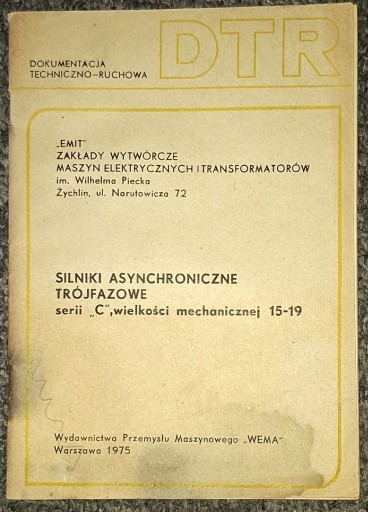 DTR
DOKUMENTACJA
TECHNICZNO-RUCHOWA
„EMIT"
ZAKŁADY WYTWÓRCZE
MASZYN ELEKTRYCZNYCH I TRANSFORMATORÓW
im. Wilhelma Piecka
Żychlin, ul. Narutowicza 72
SILNIKI ASYNCHRONICZNE
TRÓJFAZOWE
serii „C", wielkości mechanicznej 15-19
Wydawnictwa Przemysłu Maszynowego „WEMA"
Warszawa 1975